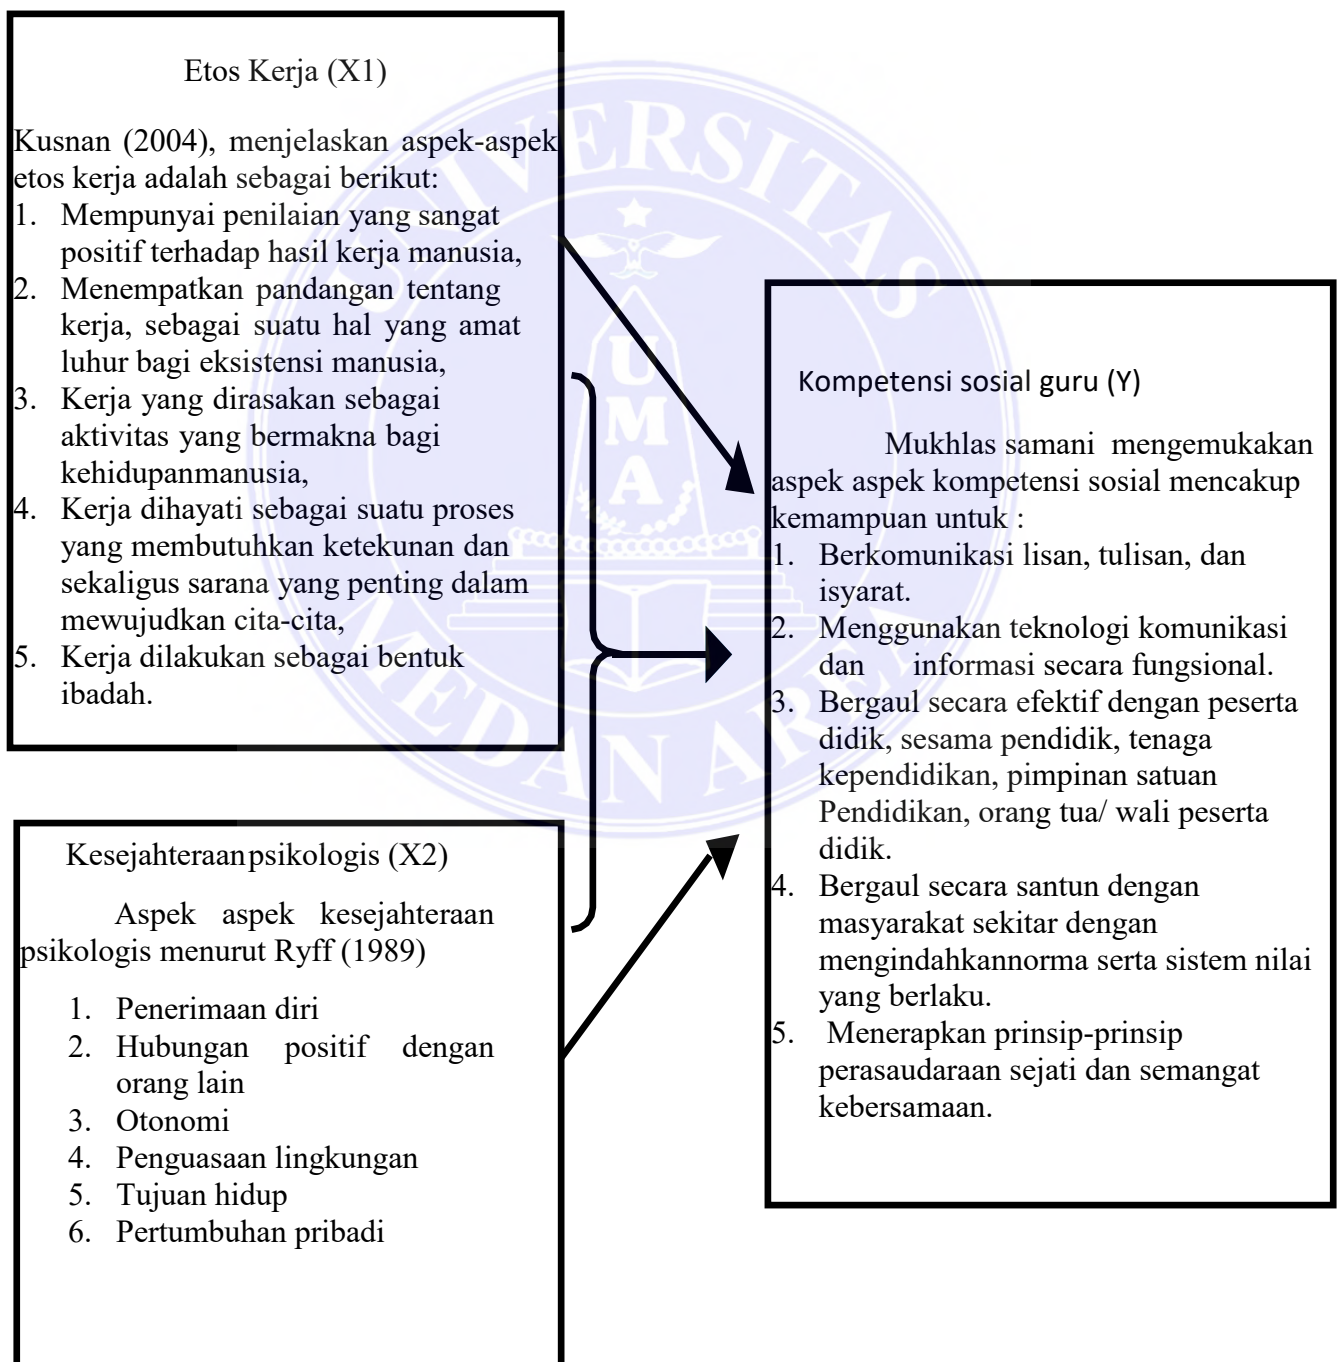 Etos Kerja (X1)
Kusnan (2004), menjelaskan aspek-aspek
etos kerja adalah sebagai berikut:
1. Mempunyai penilaian yang sangat
positif terhadap hasil kerja manusia,
2. Menempatkan pandangan tentang
kerja, sebagai suatu hal yang amat
luhur bagi eksistensi manusia,
3. Kerja yang dirasakan sebagai
aktivitas yang bermakna bagi
kehidupanmanusia,
4. Kerja dihayati sebagai suatu proses
yang membutuhkan ketekunan dan
sekaligus sarana yang penting dalam
mewujudkan cita-cita,
5. Kerja dilakukan sebagai bentuk
ibadah.
Kesejahteraanpsikologis (X2)
Aspek aspek kesejahteraan
psikologis menurut Ryff (1989)
1. Penerimaan diri
2. Hubungan positif dengan
orang lain
3. Otonomi
4. Penguasaan lingkungan
5. Tujuan hidup
6. Pertumbuhan pribadi
Kompetensi sosial guru (Y)
Mukhlas samani mengemukakan
aspek aspek kompetensi sosial mencakup
kemampuan untuk :
1. Berkomunikasi lisan, tulisan, dan
isyarat.
2. Menggunakan teknologi komunikasi
dan informasi secara fungsional.
3. Bergaul secara efektif dengan peserta
didik, sesama pendidik, tenaga
kependidikan, pimpinan satuan
Pendidikan, orang tua/ wali peserta
didik.
4. Bergaul secara santun dengan
masyarakat sekitar dengan
mengindahkannorma serta sistem nilai
yang berlaku.
5. Menerapkan prinsip-prinsip
perasaudaraan sejati dan semangat
kebersamaan.
UNIVERSITAS
MEDAN AREA
UMA